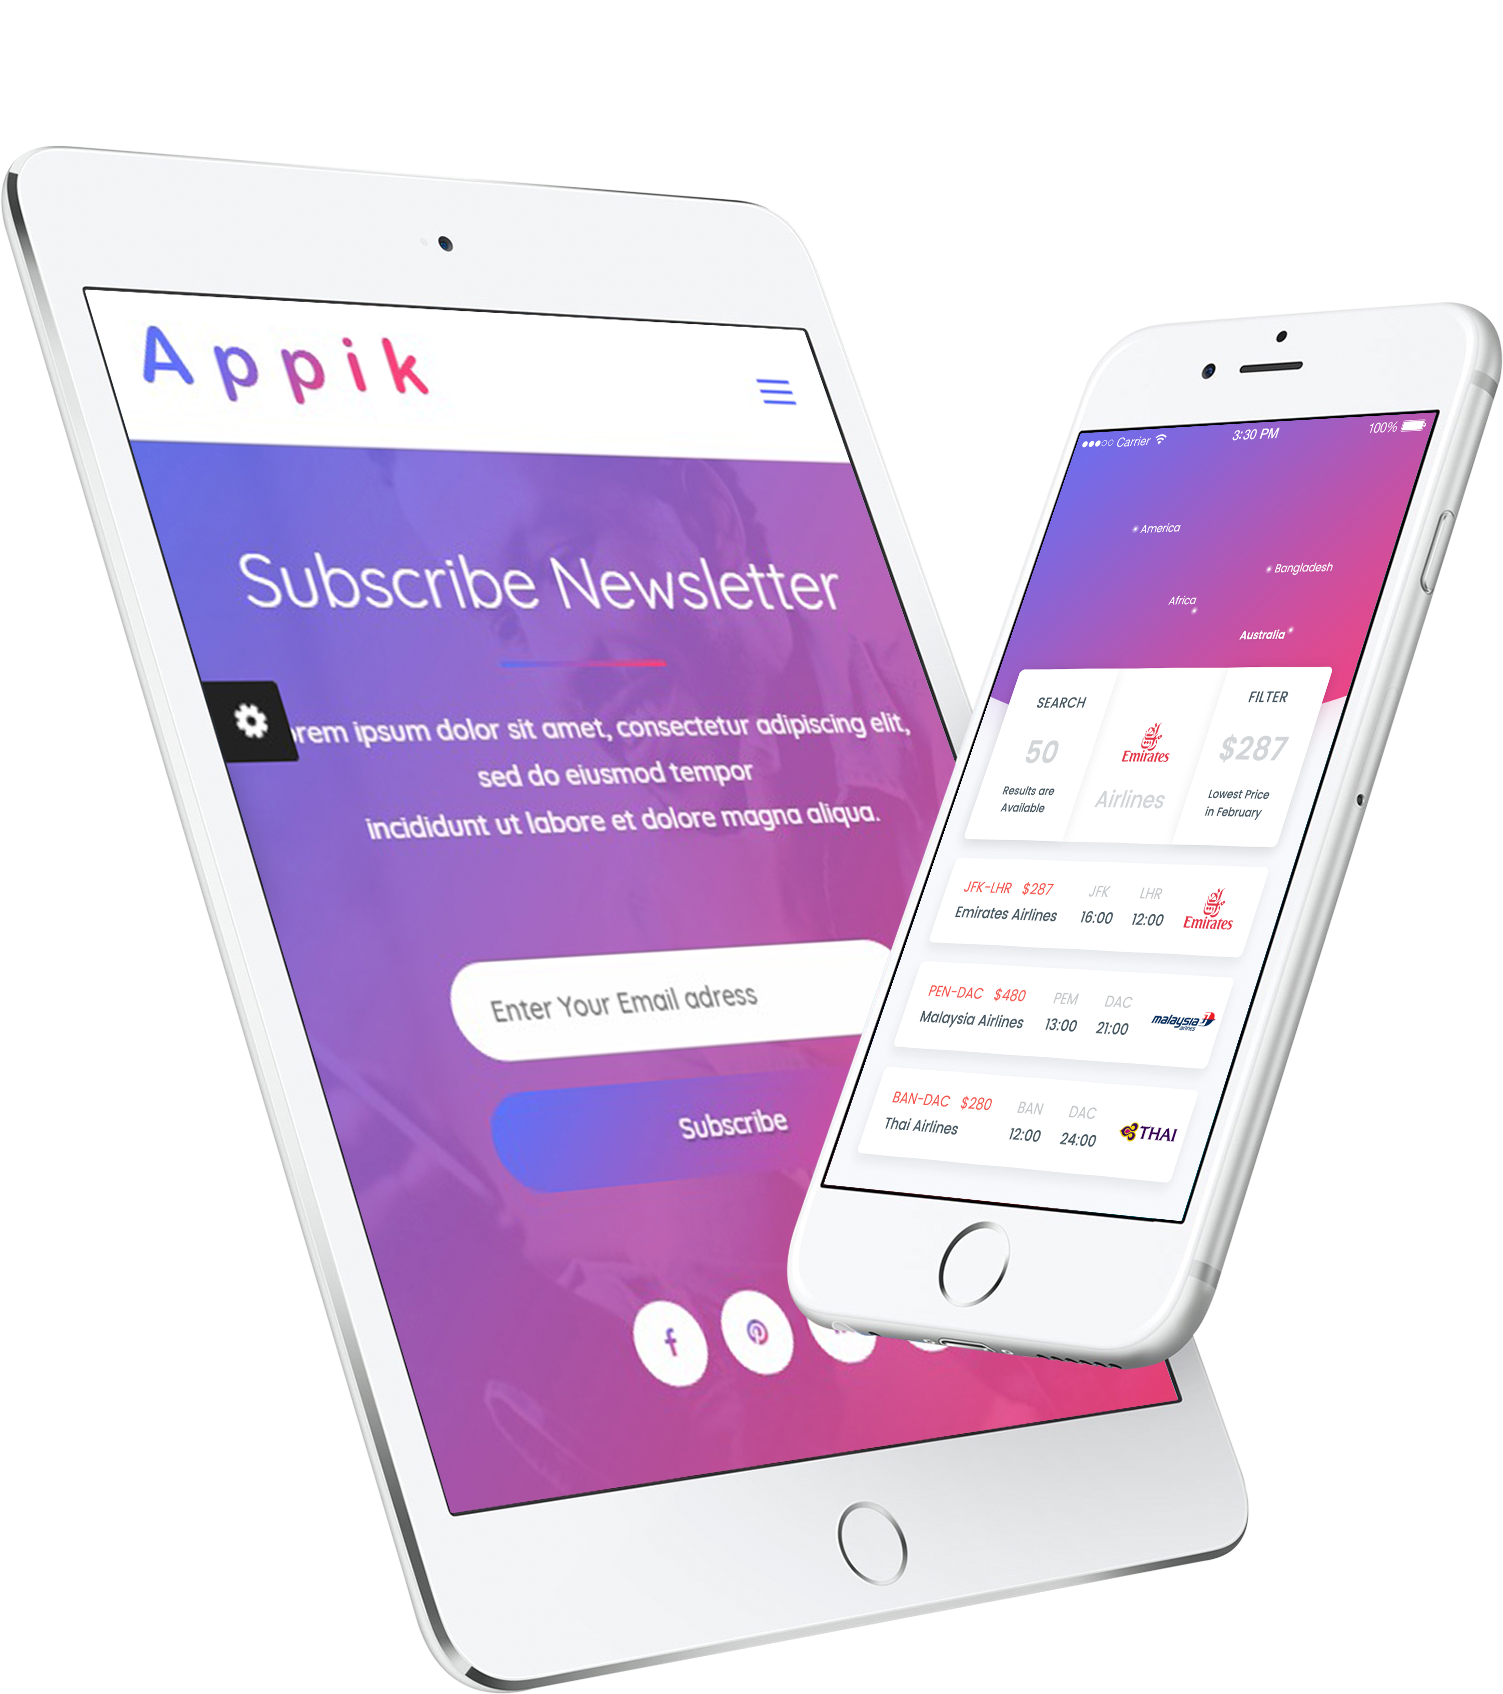 Appik
Subscribe Newsletter
orem ipsum dolor sit amet, consectetur adipiscing elit,
sed do eiusmod tempor
incididunt ut labore et dolore magna aliqua.
Enter Your Email adress
Subscribe
Carrier
3:30 PM
100%
America
Bangladesh
Africa
Australia
SEARCH
50
Results are
Available
Emirates
Airlines
FILTER
$287
Lowest Price
in February
JFK-LHR $287 JFK LHR
Emirates Airlines 16:00 12:00
Emirates
PEN-DAC $480 PEM DAC
Malaysia Airlines 13:00 21:00
malaysia
airlines
BAN-DAC $280 BAN DAC
Thai Airlines 12:00 24:00
THAI